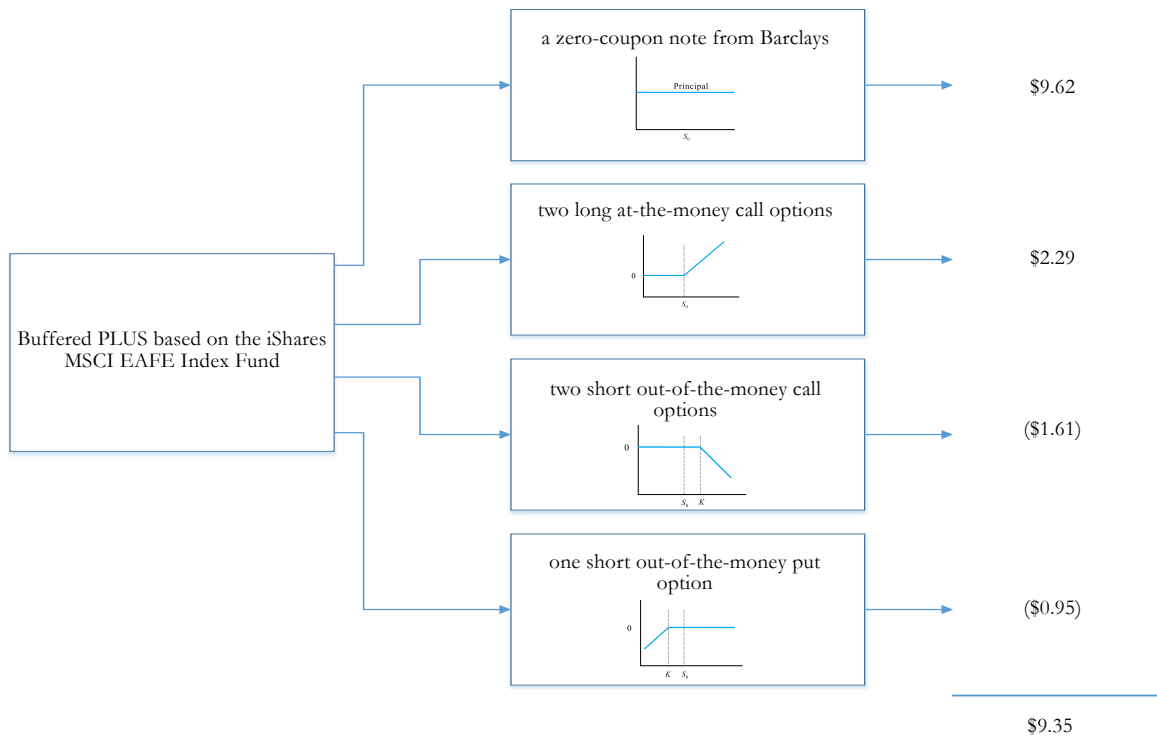 a zero-coupon note from Barclays
Principal
S₀
$9.62
two long at-the-money call options
0
S₀
$2.29
Buffered PLUS based on the iShares
MSCI EAFE Index Fund
two short out-of-the-money call
options
0
S₀ K
($1.61)
one short out-of-the-money put
option
0
K S₀
($0.95)
$9.35